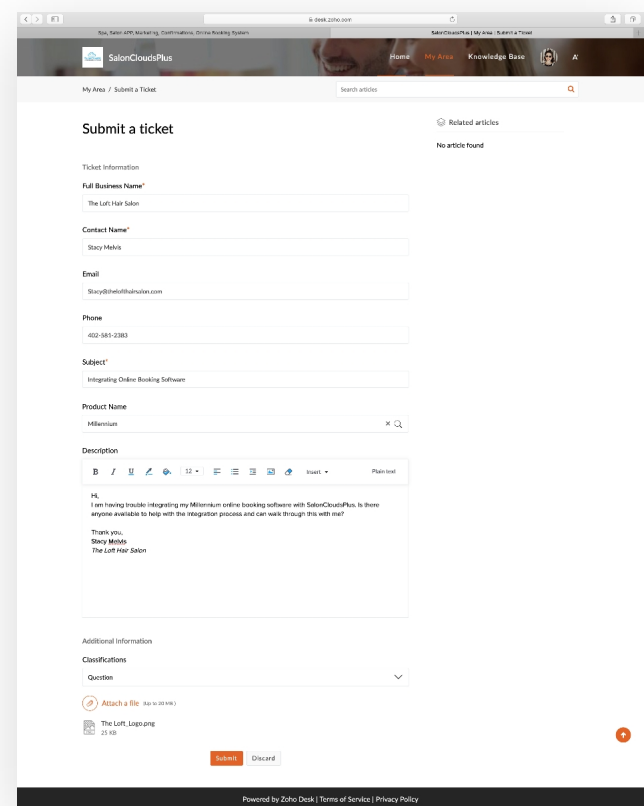 desk.zoho.com
Spa, Salon APP, Marketing, Confirmations, Online Booking System
SalonCloudsPlus | My Area | Submit a Ticket
SalonCloudsPlus
Home
My Area
Knowledge Base
My Area / Submit a Ticket
Search articles
Submit a ticket
Related articles
No article found
Ticket Information
Full Business Name*
The Loft Hair Salon
Contact Name*
Stacy Melvis
Email
Stacy@thelofthairsalon.com
Phone
402-581-2383
Subject*
Integrating Online Booking Software
Product Name
Millennium
Description
B I U 12 Insert Plain text
Hi,
I am having trouble integrating my Millennium online booking software with SalonCloudsPlus. Is there
anyone available to help with the integration process and can walk through this with me?
Thank you,
Stacy Melvis
The Loft Hair Salon
Additional Information
Classifications
Question
Attach a file (Up to 20 MB)
The Loft_Logo.png
25 KB
Submit
Discard
Powered by Zoho Desk | Terms of Service | Privacy Policy